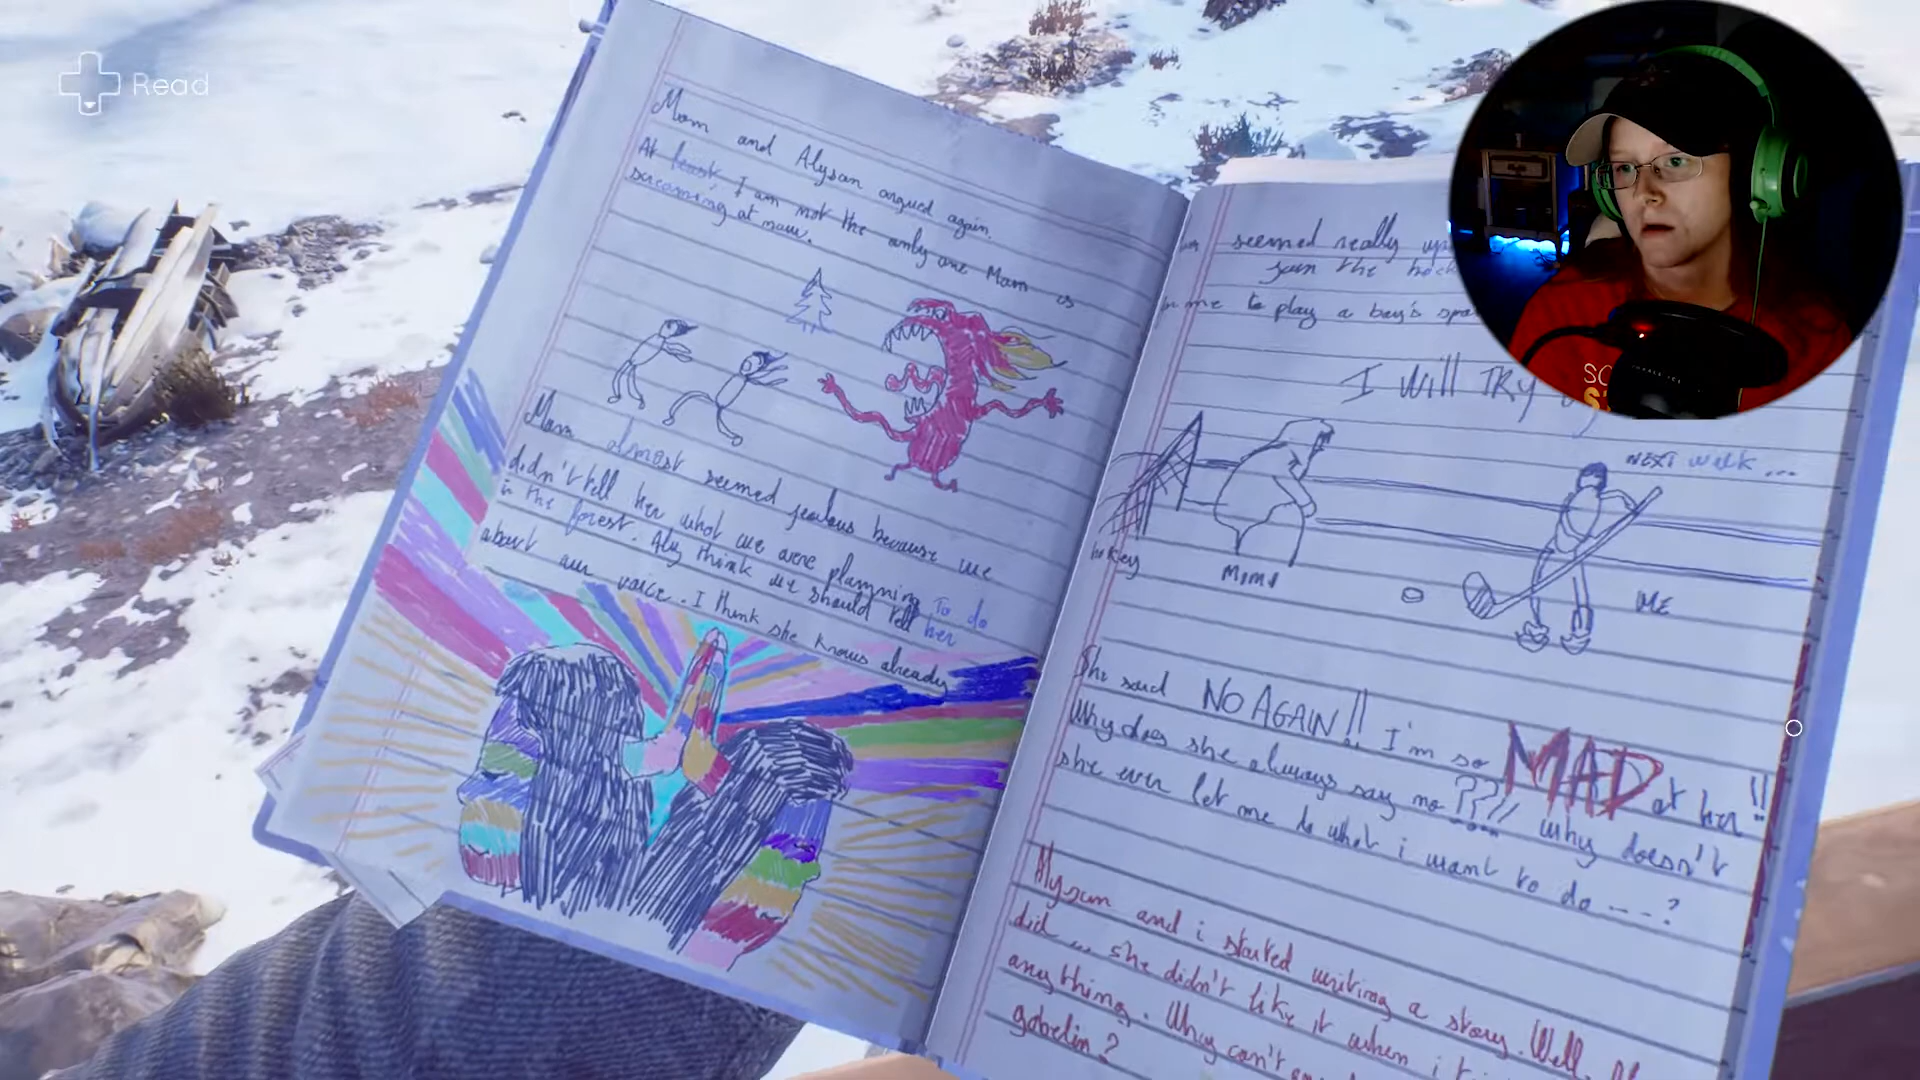 Read
Mom and Alyson argued again.
At least I am not the only one Mom is
screaming at now.
Mom almost seemed jealous because we
didn't tell her what we were planning to do
in the forest. Aly think we should tell her
about our voice. I think she knows already
seemed really
me to play a boy's
I WILL TRY
NEXT week...
hokey
MOM
ME
She said NO AGAIN!! I'm so MAD at her!!
Why does she always say no??!! why doesn't
she ever let me do what i want to do ---?
Alyson and i started writing a story. Well,
did ... she didn't like it when i
anything. Why can't
gobelin?